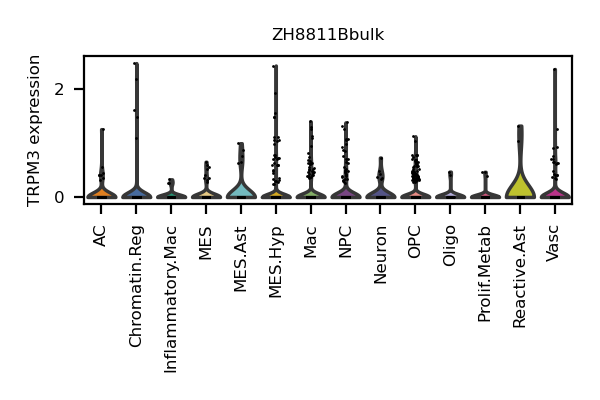 ZH8811Bbulk
TRPM3 expression
2
0
AC
Chromatin.Reg
Inflammatory.Mac
MES
MES.Ast
MES.Hyp
Mac
NPC
Neuron
OPC
Oligo
Prolif.Metab
Reactive.Ast
Vasc